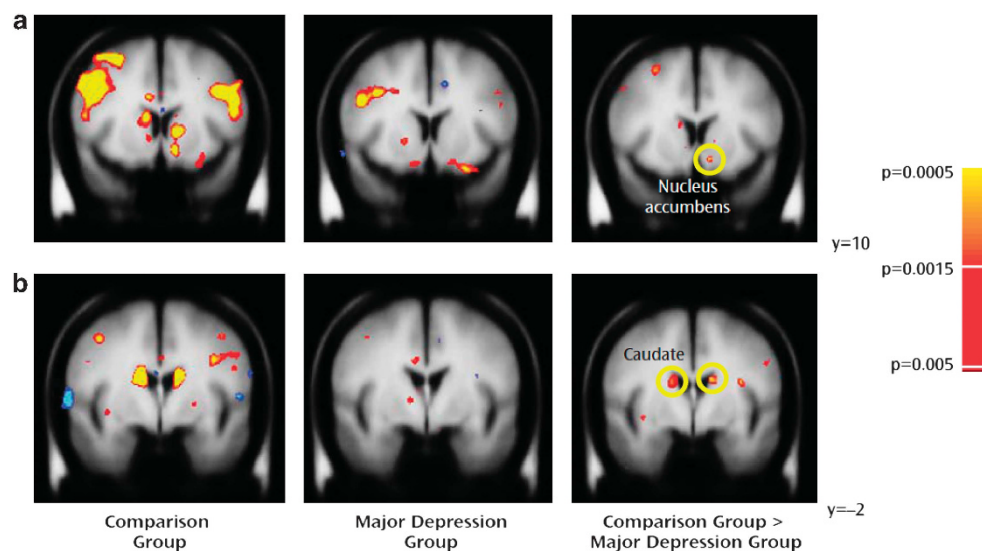 a
Nucleus
accumbens
y=10
p=0.0005
p=0.0015
p=0.005
b
Caudate
y=–2
Comparison
Group
Major Depression
Group
Comparison Group >
Major Depression Group